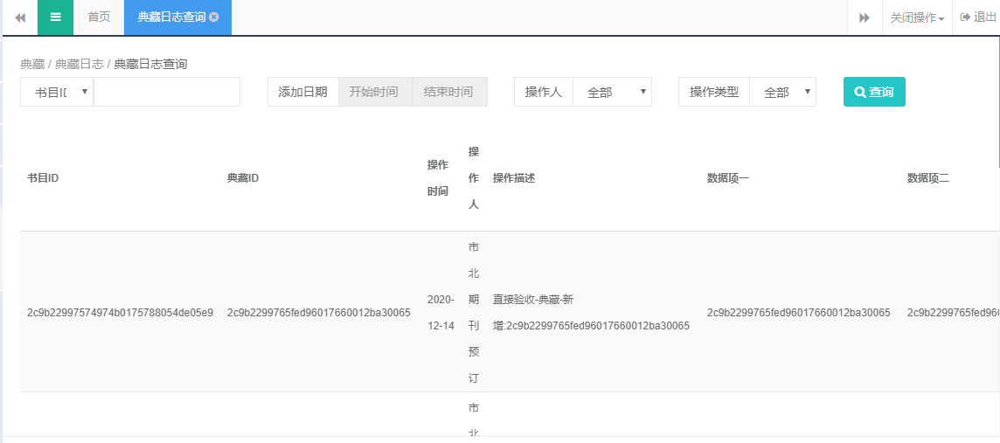 首页
典藏日志查询
关闭操作
退出
典藏 / 典藏日志 / 典藏日志查询
书目ID
添加日期
开始时间
结束时间
操作人
全部
操作类型
全部
查询
书目ID
典藏ID
操作
时间
操
作
人
操作描述
数据项一
数据项二
2c9b22997574974b0175788054de05e9
2c9b2299765fed96017660012ba30065
2020-
12-14
市
北
期
刊
预
订
直接验收-典藏-新
增:2c9b2299765fed96017660012ba30065
2c9b2299765fed96017660012ba30065
2c9b2299765fed960
市
北